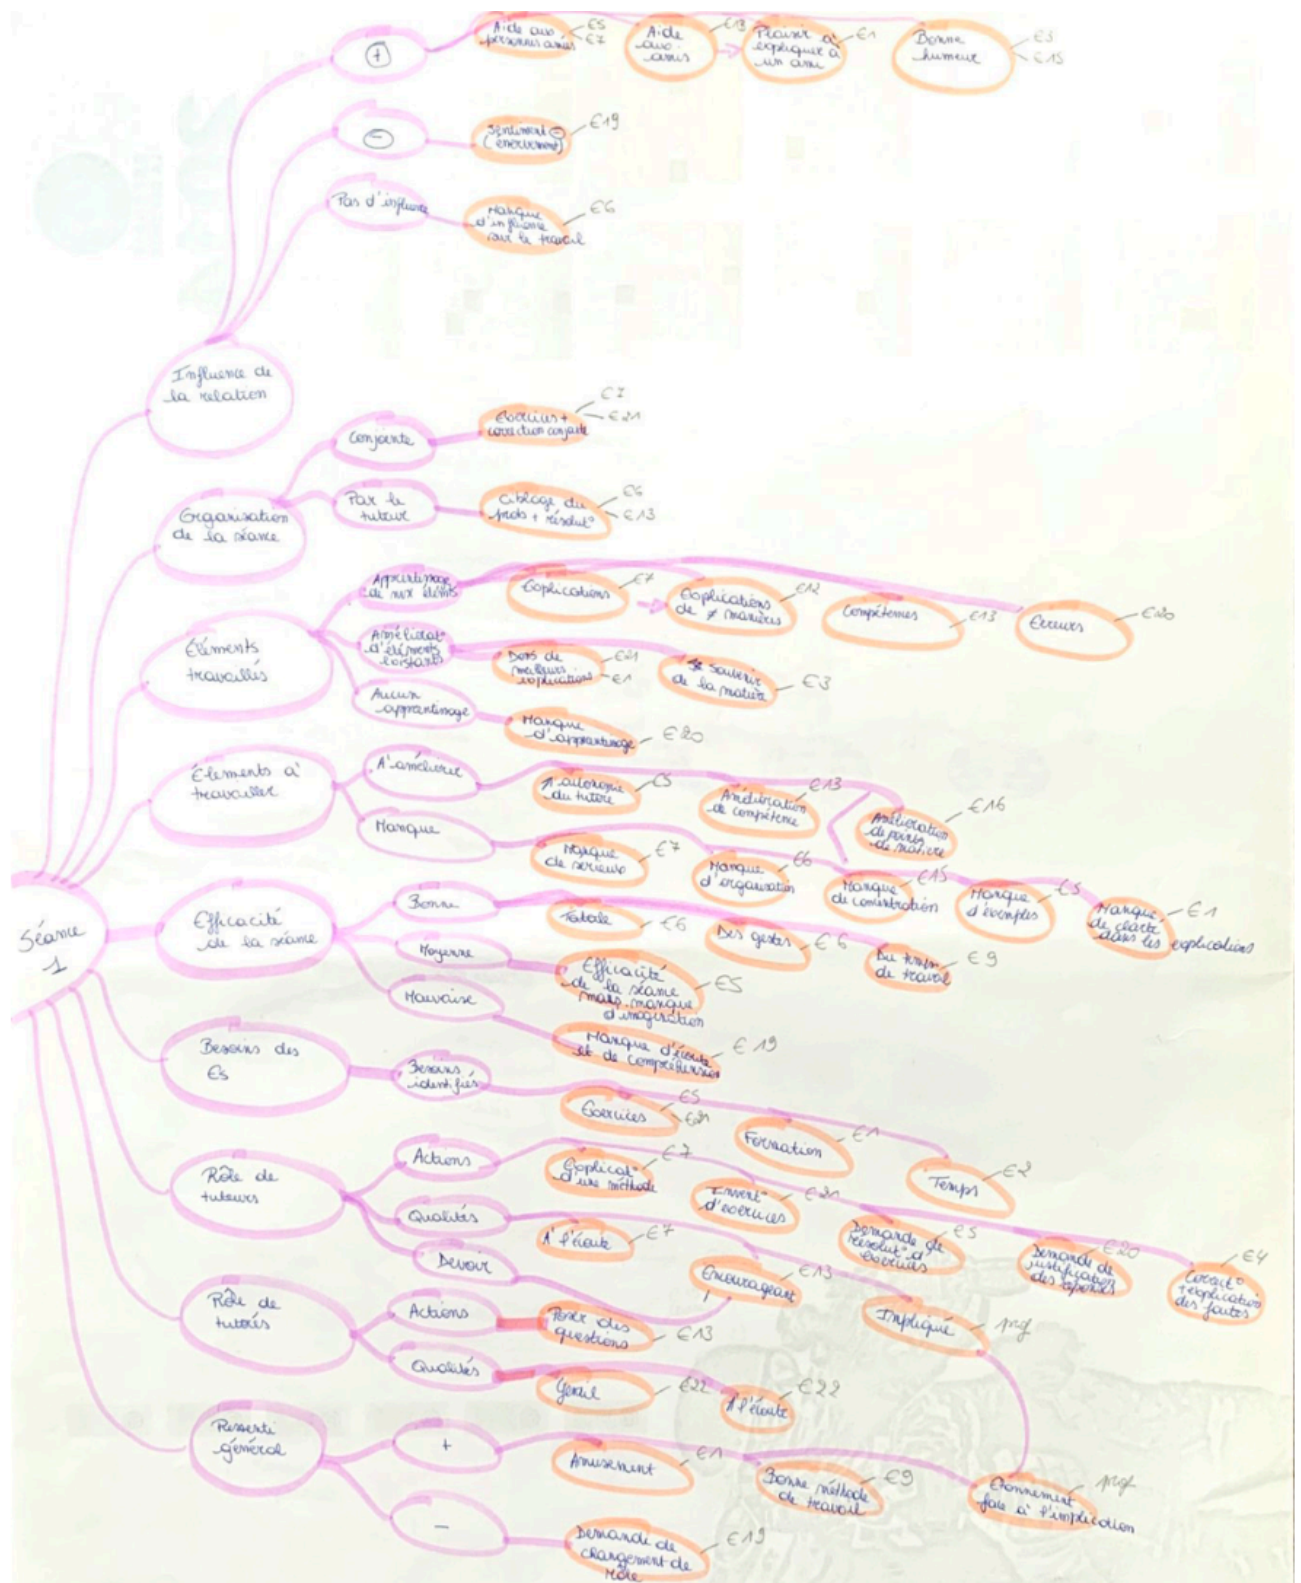 +
Aide aux
personnes amies
E5
E7
Aide
aux
amis
E13
Plaisir à
expliquer à
un ami
E1
Bonne
humeur
E3
E15
-
Sentiment -
(énervement)
E19
Pas d'influence
Manque
d'influence
sur le travail
E6
Influence de
la relation
Conjointe
Exercices +
correction conjointe
E7
E21
Organisation
de la séance
Par le
tuteur
Ciblage du
prob + résolut°
E6
E13
Éléments
travaillés
Apprentissage
de nvx élémts
Explications
E7
Explications
de ≠ manières
E12
Compétences
E13
Erreurs
E20
Améliorat°
d'éléments
existants
Dons de
meilleures
explications
E21
E1
Se souvenir
de la matière
E3
Aucun
apprentissage
Manque
d'apprentissage
E20
Éléments à
travailler
A améliorer
↗ autonomie
du tutoré
E5
Amélioration
de compétence
E13
Amélioration
de points
de matière
E16
Manque
Manque
de sérieux
E7
Manque
d'organisation
E6
Manque
de concentration
E15
Manque
d'exemples
E5
Manque
de clarté
dans les explications
E1
Séance
1
Efficacité
de la séance
Bonne
Totale
E6
Des gestes
E6
Du temps
de travail
E9
Moyenne
Efficacité
de la séance
mais manque
d'imagination
E5
Mauvaise
Manque d'écoute
et de compréhension
E19
Besoins des
Es
Besoins
identifiés
Exercices
E5
E21
Formation
E1
Temps
E2
Rôle de
tuteurs
Actions
Explicat°
d'une méthode
E7
Invent°
d'exercices
E21
Demande de
résolut° d'
exercices
E5
Demande de
justification
des réponses
E20
Correct°
+ explication
des fautes
E4
Qualités
A l'écoute
E7
Encourageant
E13
Impliqué
prof
Devoir
Rôle de
tutorés
Actions
Poser des
questions
E13
Qualités
Gentil
E22
A l'écoute
E22
Ressenti
général
+
Amusement
E1
Bonne méthode
de travail
E9
Etonnement
face à l'implication
prof
-
Demande de
changement de
rôle
E19